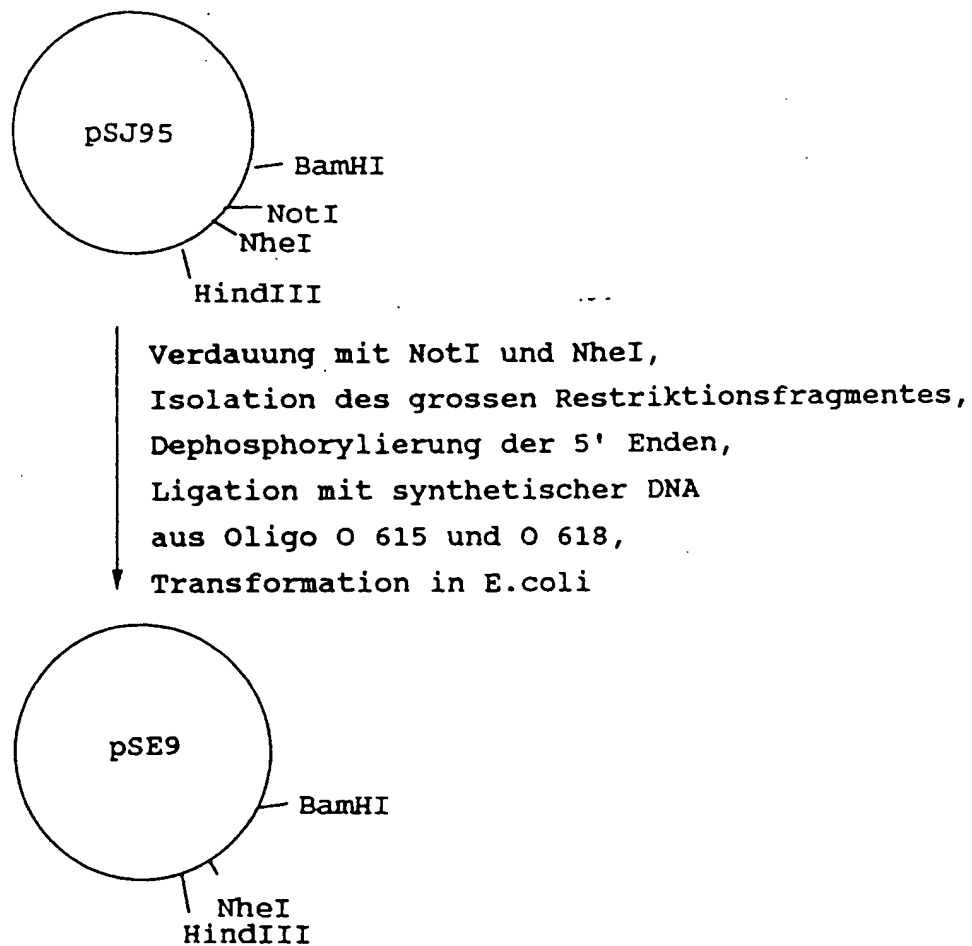 pSJ95
BamHI
NotI
NheI
HindIII
Verdauung mit NotI und NheI,
Isolation des grossen Restriktionsfragmentes,
Dephosphorylierung der 5' Enden,
Ligation mit synthetischer DNA
aus Oligo O 615 und O 618,
Transformation in E.coli
pSE9
BamHI
NheI
HindIII